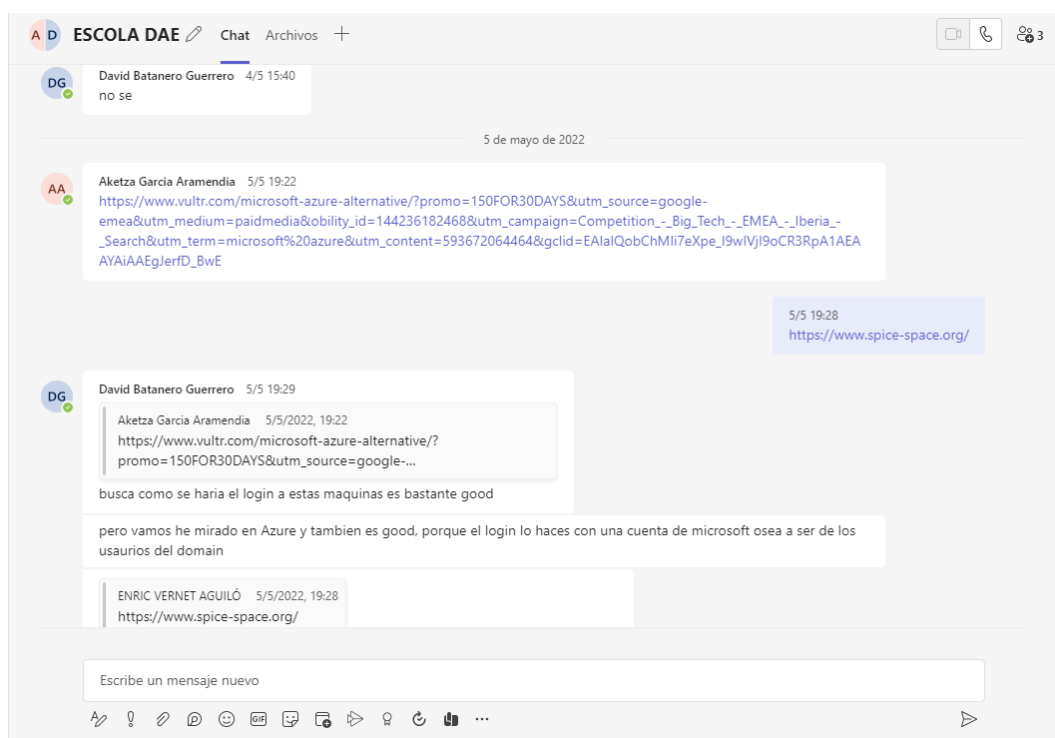 A D ESCOLA DAE Chat Archivos 3
DG David Batanero Guerrero 4/5 15:40
no se
5 de mayo de 2022
AA Aketza Garcia Aramendia 5/5 19:22
https://www.vultr.com/microsoft-azure-alternative/?promo=150FOR30DAYS&utm_source=google-
emea&utm_medium=paidmedia&obility_id=144236182468&utm_campaign=Competition_-_Big_Tech_-_EMEA_-_Iberia_-
_Search&utm_term=microsoft%20azure&utm_content=593672064464&gclid=EAIaIQobChMIi7eXpe_I9wIVjI9oCR3RpA1AEA
AYAiAAEgJerfD_BwE
5/5 19:28
https://www.spice-space.org/
DG David Batanero Guerrero 5/5 19:29
Aketza Garcia Aramendia 5/5/2022, 19:22
https://www.vultr.com/microsoft-azure-alternative/?
promo=150FOR30DAYS&utm_source=google-...
busca como se haria el login a estas maquinas es bastante good
pero vamos he mirado en Azure y tambien es good, porque el login lo haces con una cuenta de microsoft osea a ser de los
usaurios del domain
ENRIC VERNET AGUILÓ 5/5/2022, 19:28
https://www.spice-space.org/
Escribe un mensaje nuevo
GIF